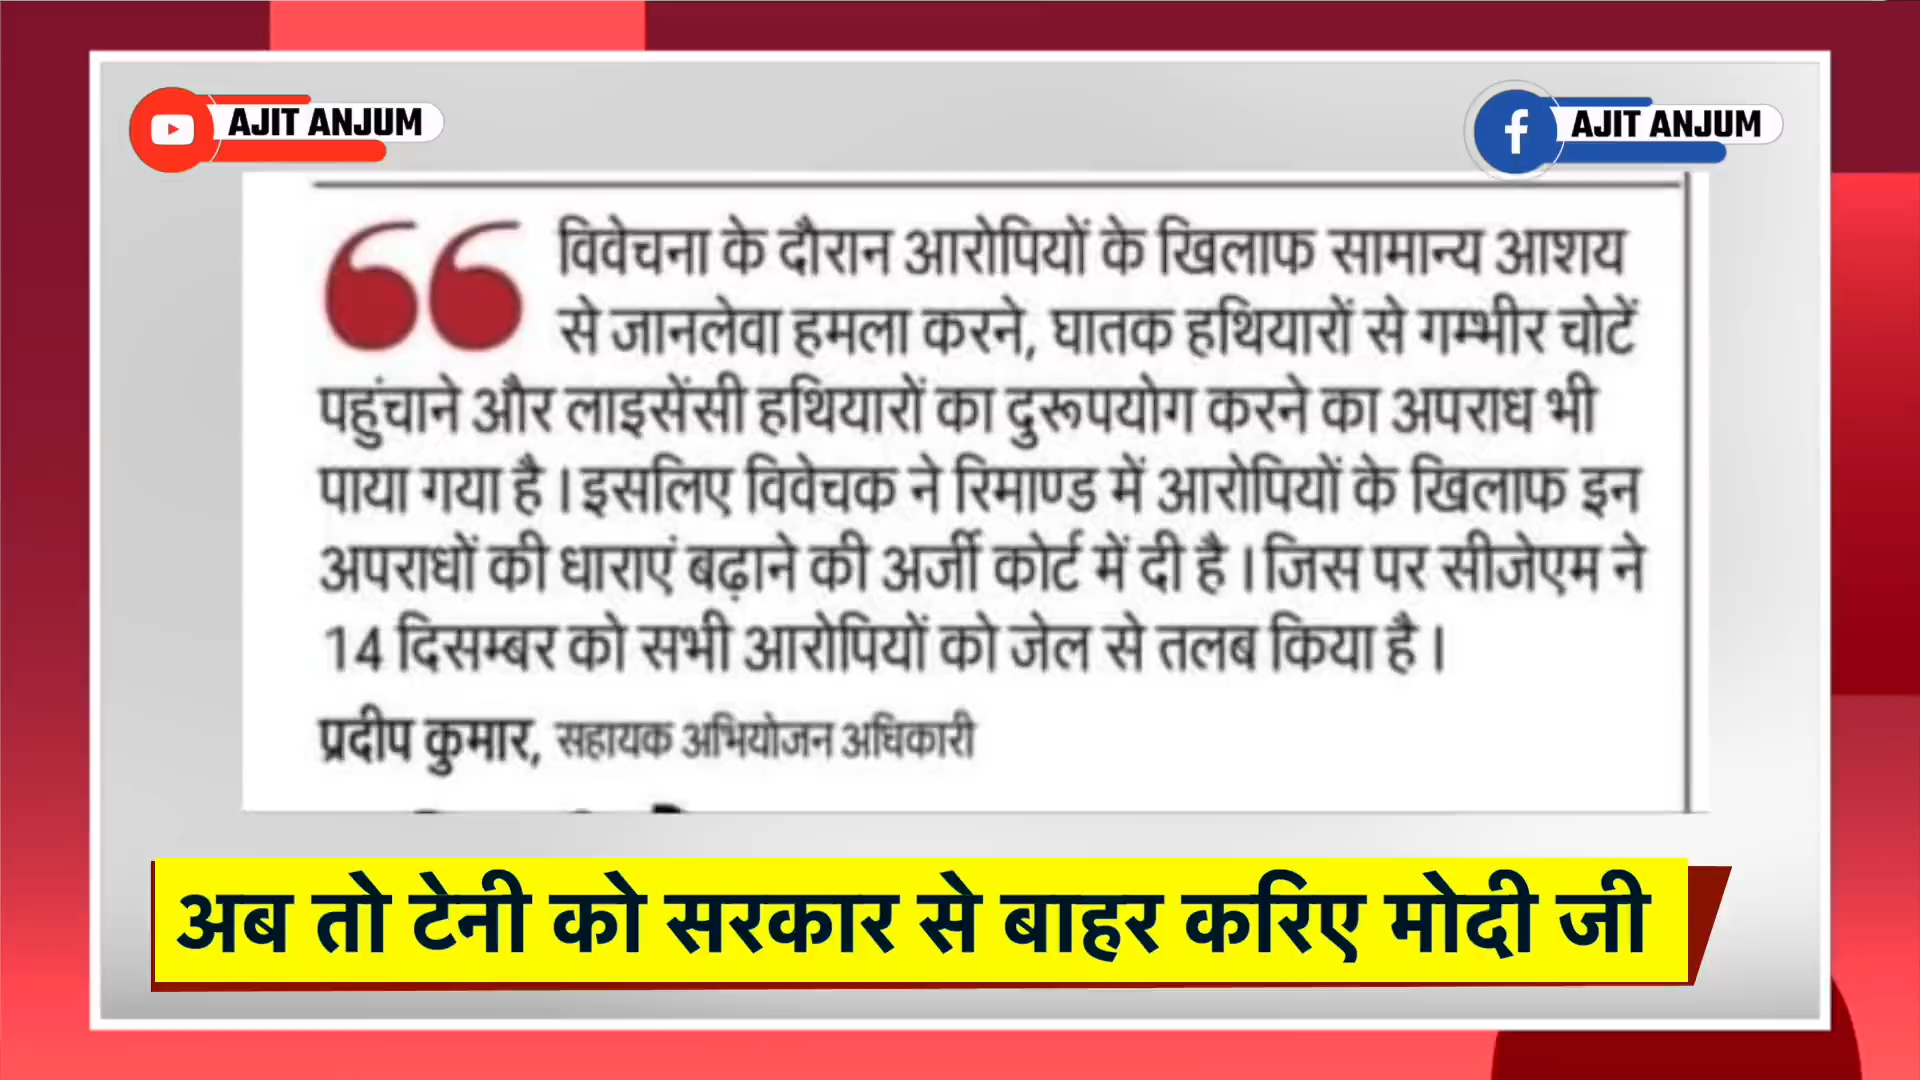 AJIT ANJUM
AJIT ANJUM
विवेचना के दौरान आरोपियों के खिलाफ सामान्य आशय
से जानलेवा हमला करने, घातक हथियारों से गम्भीर चोटें
पहुंचाने और लाइसेंसी हथियारों का दुरूपयोग करने का अपराध भी
पाया गया है । इसलिए विवेचक ने रिमाण्ड में आरोपियों के खिलाफ इन
अपराधों की धाराएं बढ़ाने की अर्जी कोर्ट में दी है । जिस पर सीजेएम ने
14 दिसम्बर को सभी आरोपियों को जेल से तलब किया है ।
प्रदीप कुमार, सहायक अभियोजन अधिकारी
अब तो टेनी को सरकार से बाहर करिए मोदी जी